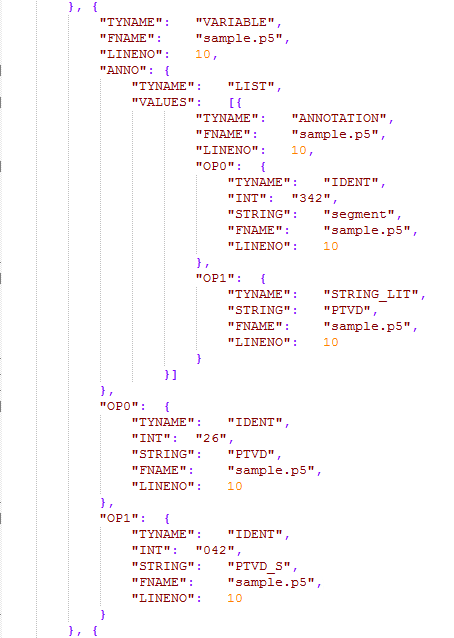 }, {
"TYNAME": "VARIABLE",
"FNAME": "sample.p5",
"LINENO": 10,
"ANNO": {
"TYNAME": "LIST",
"VALUES": [{
"TYNAME": "ANNOTATION",
"FNAME": "sample.p5",
"LINENO": 10,
"OP0": {
"TYNAME": "IDENT",
"INT": "342",
"STRING": "segment",
"FNAME": "sample.p5",
"LINENO": 10
},
"OP1": {
"TYNAME": "STRING_LIT",
"STRING": "PTVD",
"FNAME": "sample.p5",
"LINENO": 10
}
}]
},
"OP0": {
"TYNAME": "IDENT",
"INT": "26",
"STRING": "PTVD",
"FNAME": "sample.p5",
"LINENO": 10
},
"OP1": {
"TYNAME": "IDENT",
"INT": "042",
"STRING": "PTVD_S",
"FNAME": "sample.p5",
"LINENO": 10
}
}, {